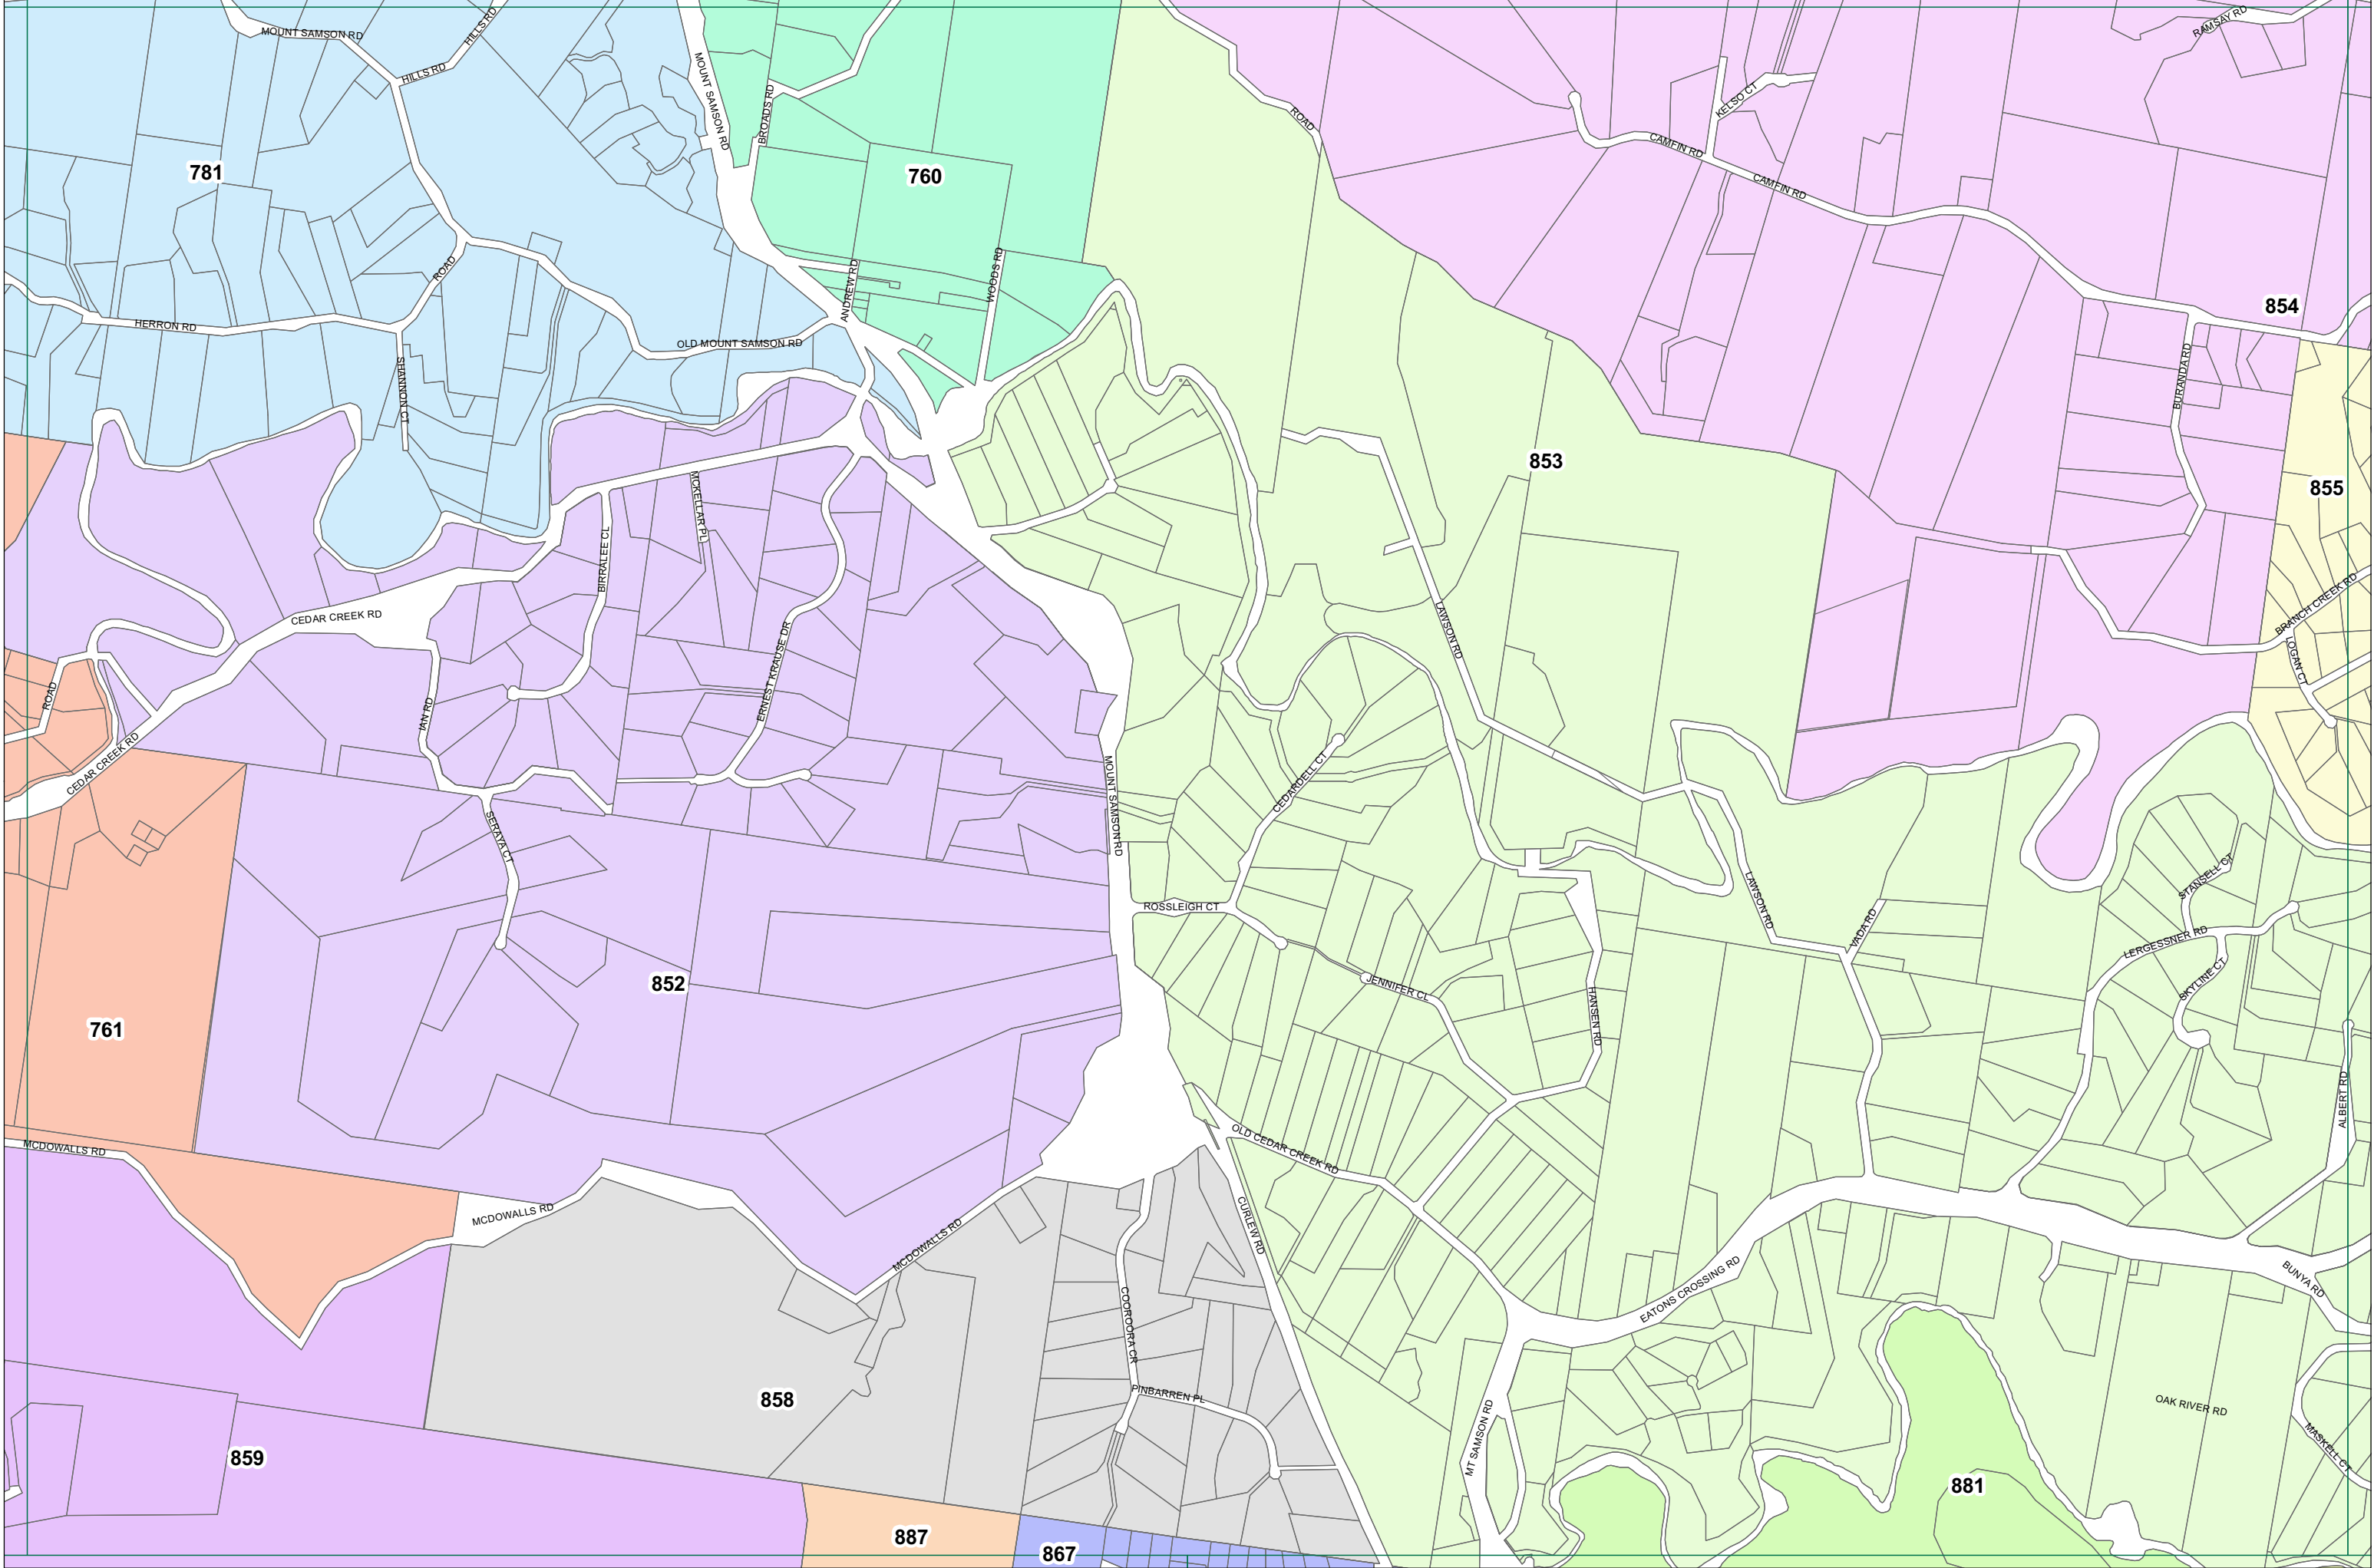 MOUNT SAMSON RD
HILLS RD
HILLS RD
MOUNT SAMSON RD
BROADS RD
RAMSAY RD
ROAD
KELSO CT
CAMFIN RD
CAMFIN RD
781
760
ROAD
HERRON RD
ANDREW RD
WOODS RD
OLD MOUNT SAMSON RD
SHANNON CT
854
BURANDA RD
853
855
MCKELLAR PL
BIRRALEE CL
CEDAR CREEK RD
ERNEST KRAUSE DR
LAWSON RD
BRANCH CREEK RD
LOGAN CT
ROAD
IAN RD
CEDAR CREEK RD
MOUNT SAMSON RD
CEDARDELL CT
SERAYA CT
ROSSLEIGH CT
LAWSON RD
VADA RD
STANSELL CT
LERGESSNER RD
SKYLINE CT
852
JENNIFER CL
HANSEN RD
761
ALBERT RD
MCDOWALLS RD
OLD CEDAR CREEK RD
MCDOWALLS RD
MCDOWALLS RD
CURLEW RD
EATONS CROSSING RD
BUNYA RD
COOROORA CR
PINBARREN PL
858
OAK RIVER RD
MT SAMSON RD
MASKELL CT
859
881
887
867